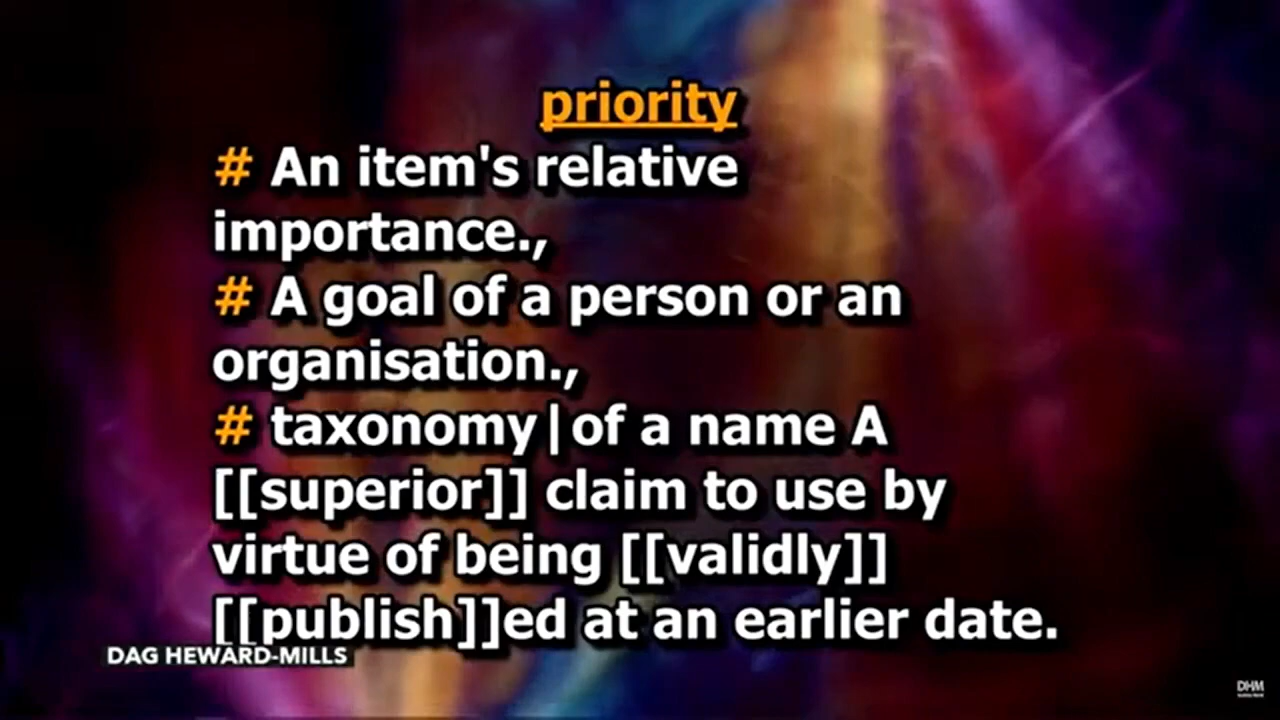 priority
# An item's relative
importance.,
# A goal of a person or an
organisation.,
# taxonomy|of a name A
[[superior]] claim to use by
virtue of being [[validly]]
[[publish]]ed at an earlier date.
DAG HEWARD-MILLS
DHM